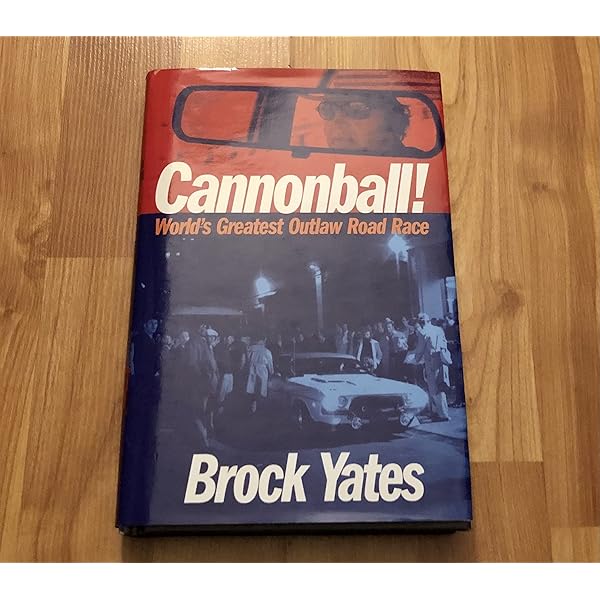 Cannonball!
World's Greatest Outlaw Road Race
Brock Yates